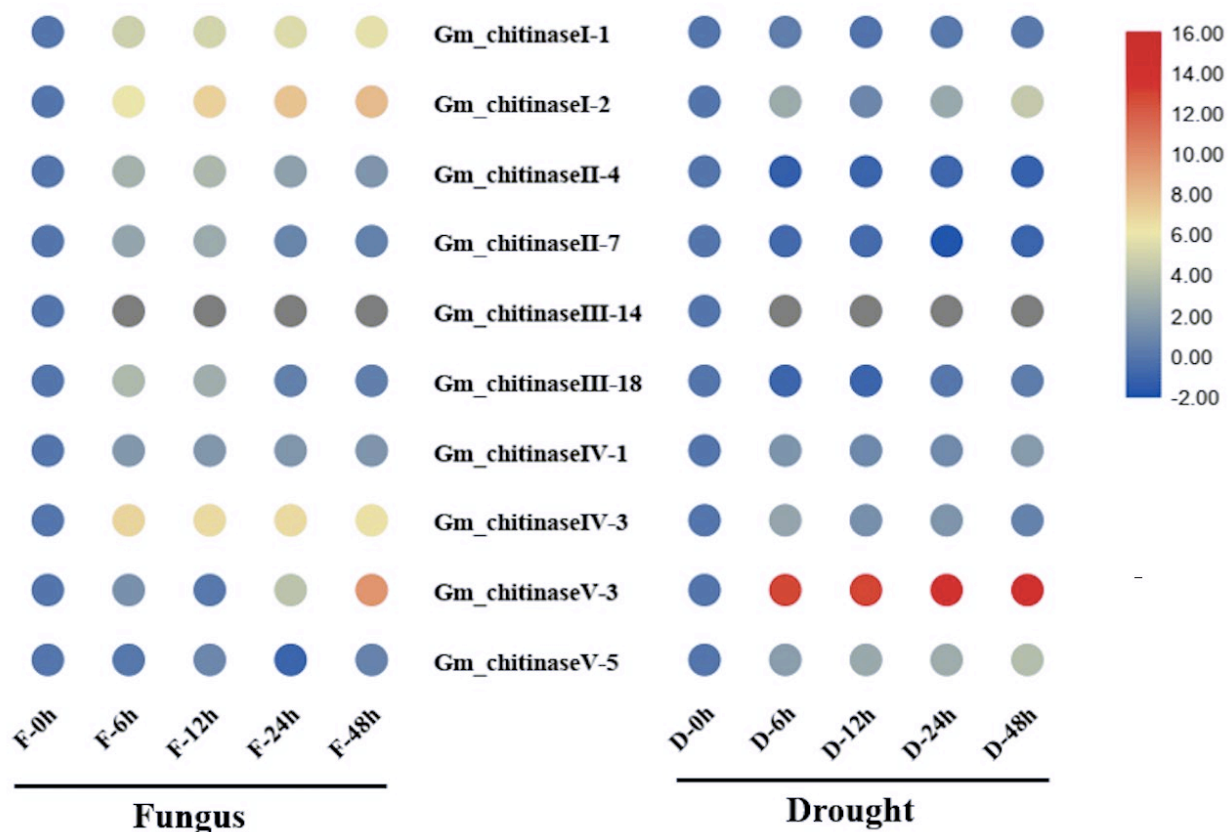 Gm_chitinaseI-1
Gm_chitinaseI-2
Gm_chitinaseII-4
Gm_chitinaseII-7
Gm_chitinaseIII-14
Gm_chitinaseIII-18
Gm_chitinaseIV-1
Gm_chitinaseIV-3
Gm_chitinaseV-3
Gm_chitinaseV-5
16.00
14.00
12.00
10.00
8.00
6.00
4.00
2.00
0.00
-2.00
F-0h F-6h F-12h F-24h F-48h
D-0h D-6h D-12h D-24h D-48h
Fungus
Drought